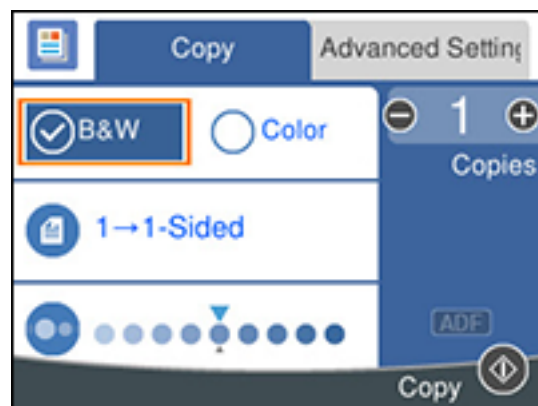 Copy
Advanced Setting
B&W
Color
1
Copies
1→1-Sided
ADF
Copy